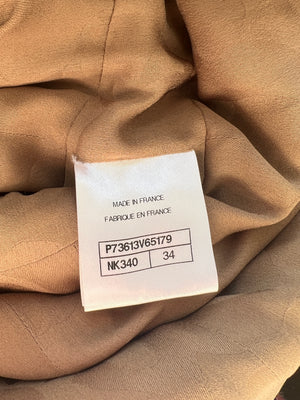 MADE IN FRANCE
FABRIQUE EN FRANCE
P73613V65179
NK340 34